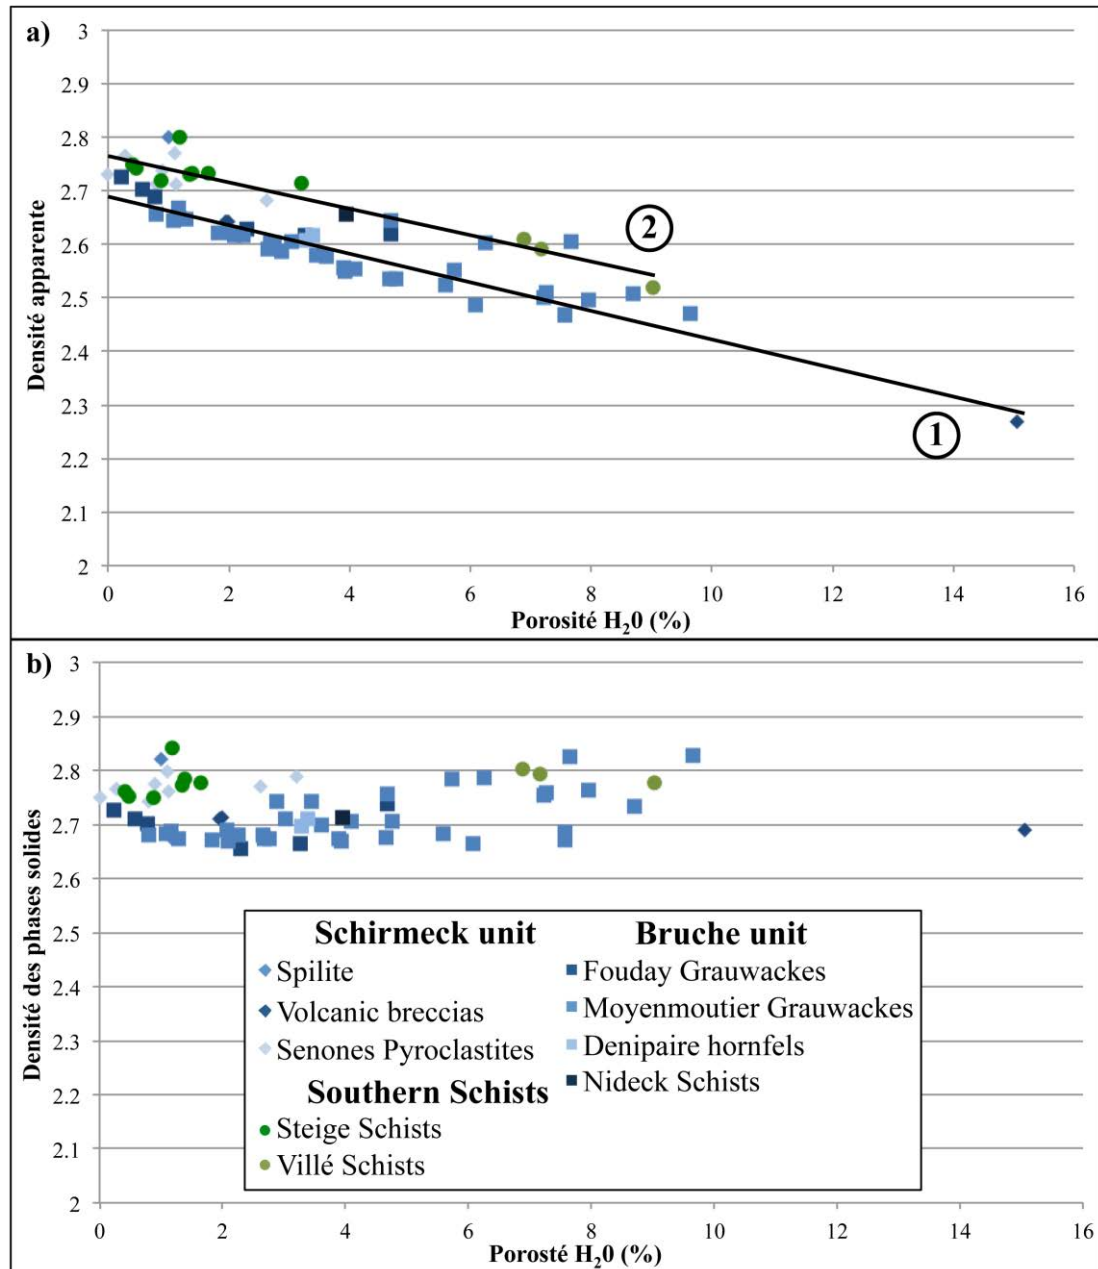 a)
3
2.9
2.8
2.7
2.6
2.5
2.4
2.3
2.2
2.1
2
Densité apparente
2
1
0 2 4 6 8 10 12 14 16
Porosité H₂0 (%)
b)
3
2.9
2.8
2.7
2.6
2.5
2.4
2.3
2.2
2.1
2
Densité des phases solides
Schirmeck unit
Spilite
Volcanic breccias
Senones Pyroclastites
Southern Schists
Steige Schists
Villé Schists
Bruche unit
Fouday Grauwackes
Moyenmoutier Grauwackes
Denipaire hornfels
Nideck Schists
0 2 4 6 8 10 12 14 16
Porosté H₂0 (%)